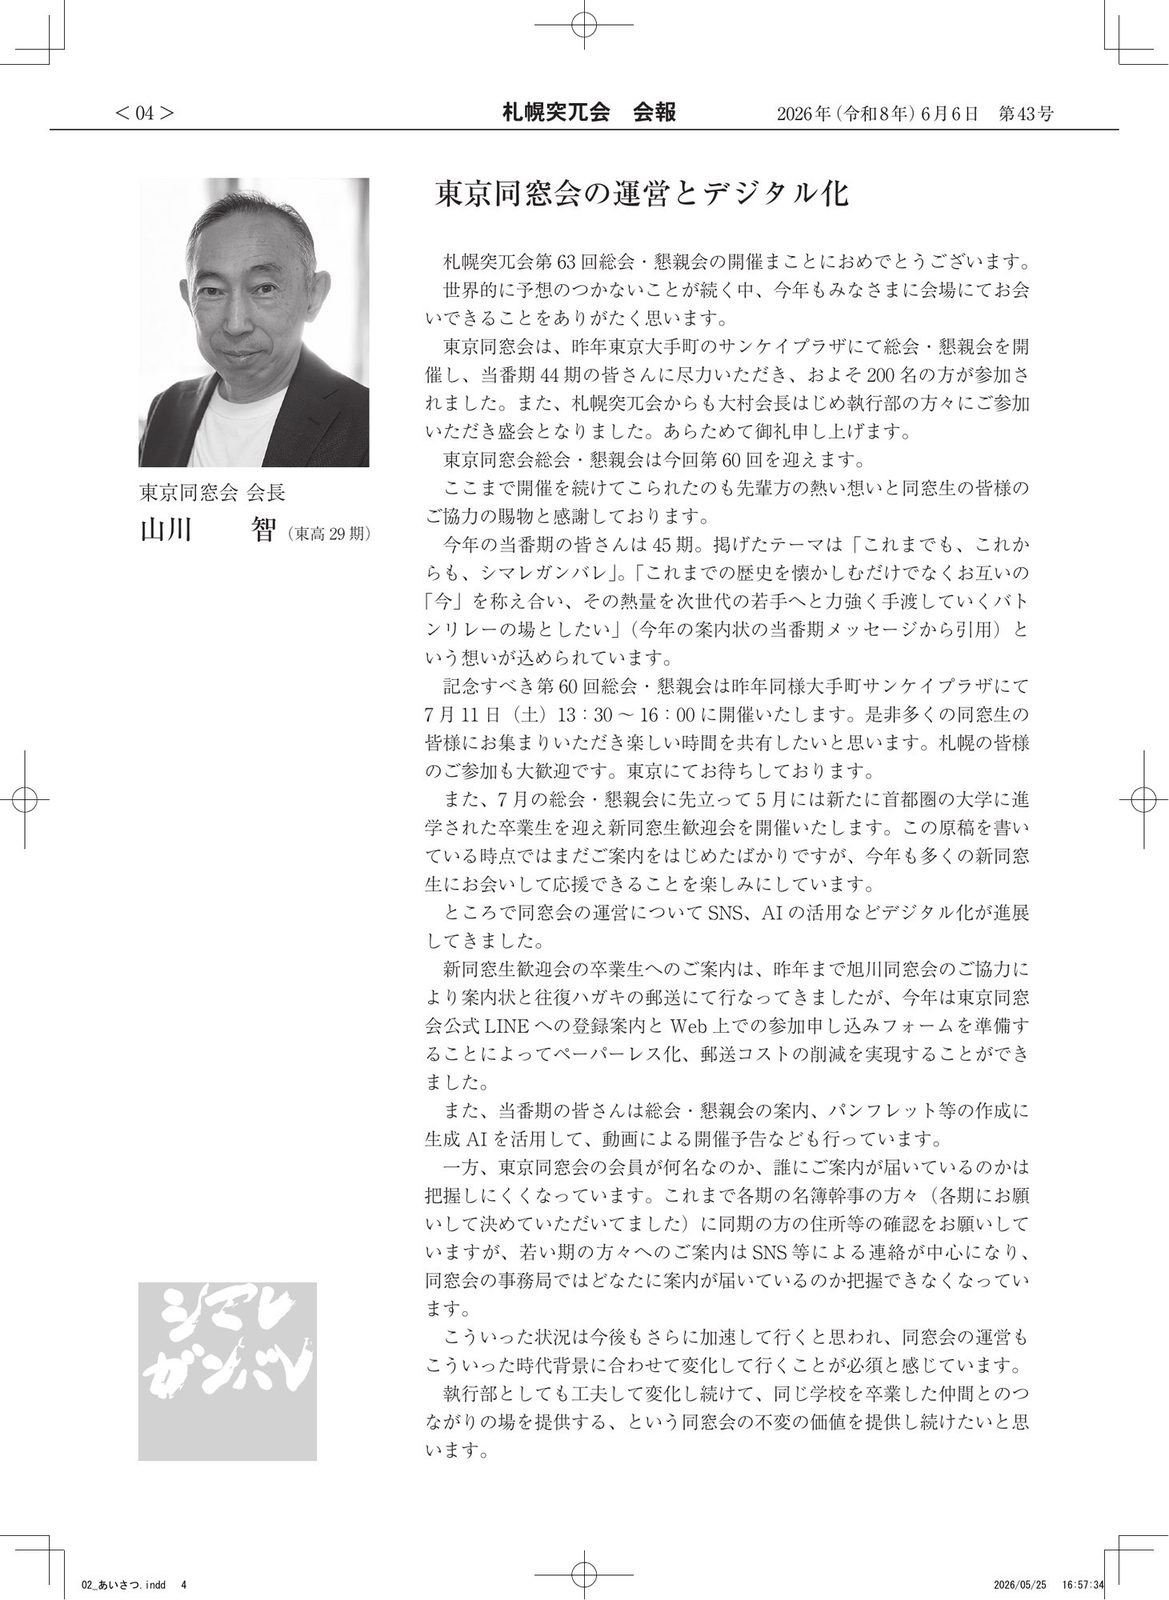 ＜04＞
札幌突兀会　会報
2026年（令和8年）6月6日　第43号
東京同窓会の運営とデジタル化
東京同窓会 会長
山川　智（東高29期）
札幌突兀会第63回総会・懇親会の開催まことにおめでとうございます。
世界的に予想のつかないことが続く中、今年もみなさまに会場にてお会
いできることをありがたく思います。
東京同窓会は、昨年東京大手町のサンケイプラザにて総会・懇親会を開
催し、当番期44期の皆さんに尽力いただき、およそ200名の方が参加さ
れました。また、札幌突兀会からも大村会長はじめ執行部の方々にご参加
いただき盛会となりました。あらためて御礼申し上げます。
東京同窓会総会・懇親会は今回第60回を迎えます。
ここまで開催を続けてこられたのも先輩方の熱い想いと同窓生の皆様の
ご協力の賜物と感謝しております。
今年の当番期の皆さんは45期。掲げたテーマは「これまでも、これか
らも、シマレガンバレ」。「これまでの歴史を懐かしむだけでなくお互いの
「今」を称え合い、その熱量を次世代の若手へと力強く手渡していくバト
ンリレーの場としたい」（今年の案内状の当番期メッセージから引用）と
いう想いが込められています。
記念すべき第60回総会・懇親会は昨年同様大手町サンケイプラザにて
7月11日（土）13：30～16：00に開催いたします。是非多くの同窓生の
皆様にお集まりいただき楽しい時間を共有したいと思います。札幌の皆様
のご参加も大歓迎です。東京にてお待ちしております。
また、7月の総会・懇親会に先立って5月には新たに首都圏の大学に進
学された卒業生を迎え新同窓生歓迎会を開催いたします。この原稿を書い
ている時点ではまだご案内をはじめたばかりですが、今年も多くの新同窓
生にお会いして応援できることを楽しみにしています。
ところで同窓会の運営についてSNS、AIの活用などデジタル化が進展
してきました。
新同窓生歓迎会の卒業生へのご案内は、昨年まで旭川同窓会のご協力に
より案内状と往復ハガキの郵送にて行なってきましたが、今年は東京同窓
会公式LINEへの登録案内とWeb上での参加申し込みフォームを準備す
ることによってペーパーレス化、郵送コストの削減を実現することができ
ました。
また、当番期の皆さんは総会・懇親会の案内、パンフレット等の作成に
生成AIを活用して、動画による開催予告なども行っています。
一方、東京同窓会の会員が何名なのか、誰にご案内が届いているのかは
把握しにくくなっています。これまで各期の名簿幹事の方々（各期にお願
いして決めていただいてました）に同期の方の住所等の確認をお願いして
いますが、若い期の方々へのご案内はSNS等による連絡が中心になり、
同窓会の事務局ではどなたに案内が届いているのか把握できなくなってい
ます。
こういった状況は今後もさらに加速して行くと思われ、同窓会の運営も
こういった時代背景に合わせて変化して行くことが必須と感じています。
執行部としても工夫して変化し続けて、同じ学校を卒業した仲間とのつ
ながりの場を提供する、という同窓会の不変の価値を提供し続けたいと思
います。
シマレ
ガンバレ
02_あいさつ.indd　4
2026/05/25　16:57:34